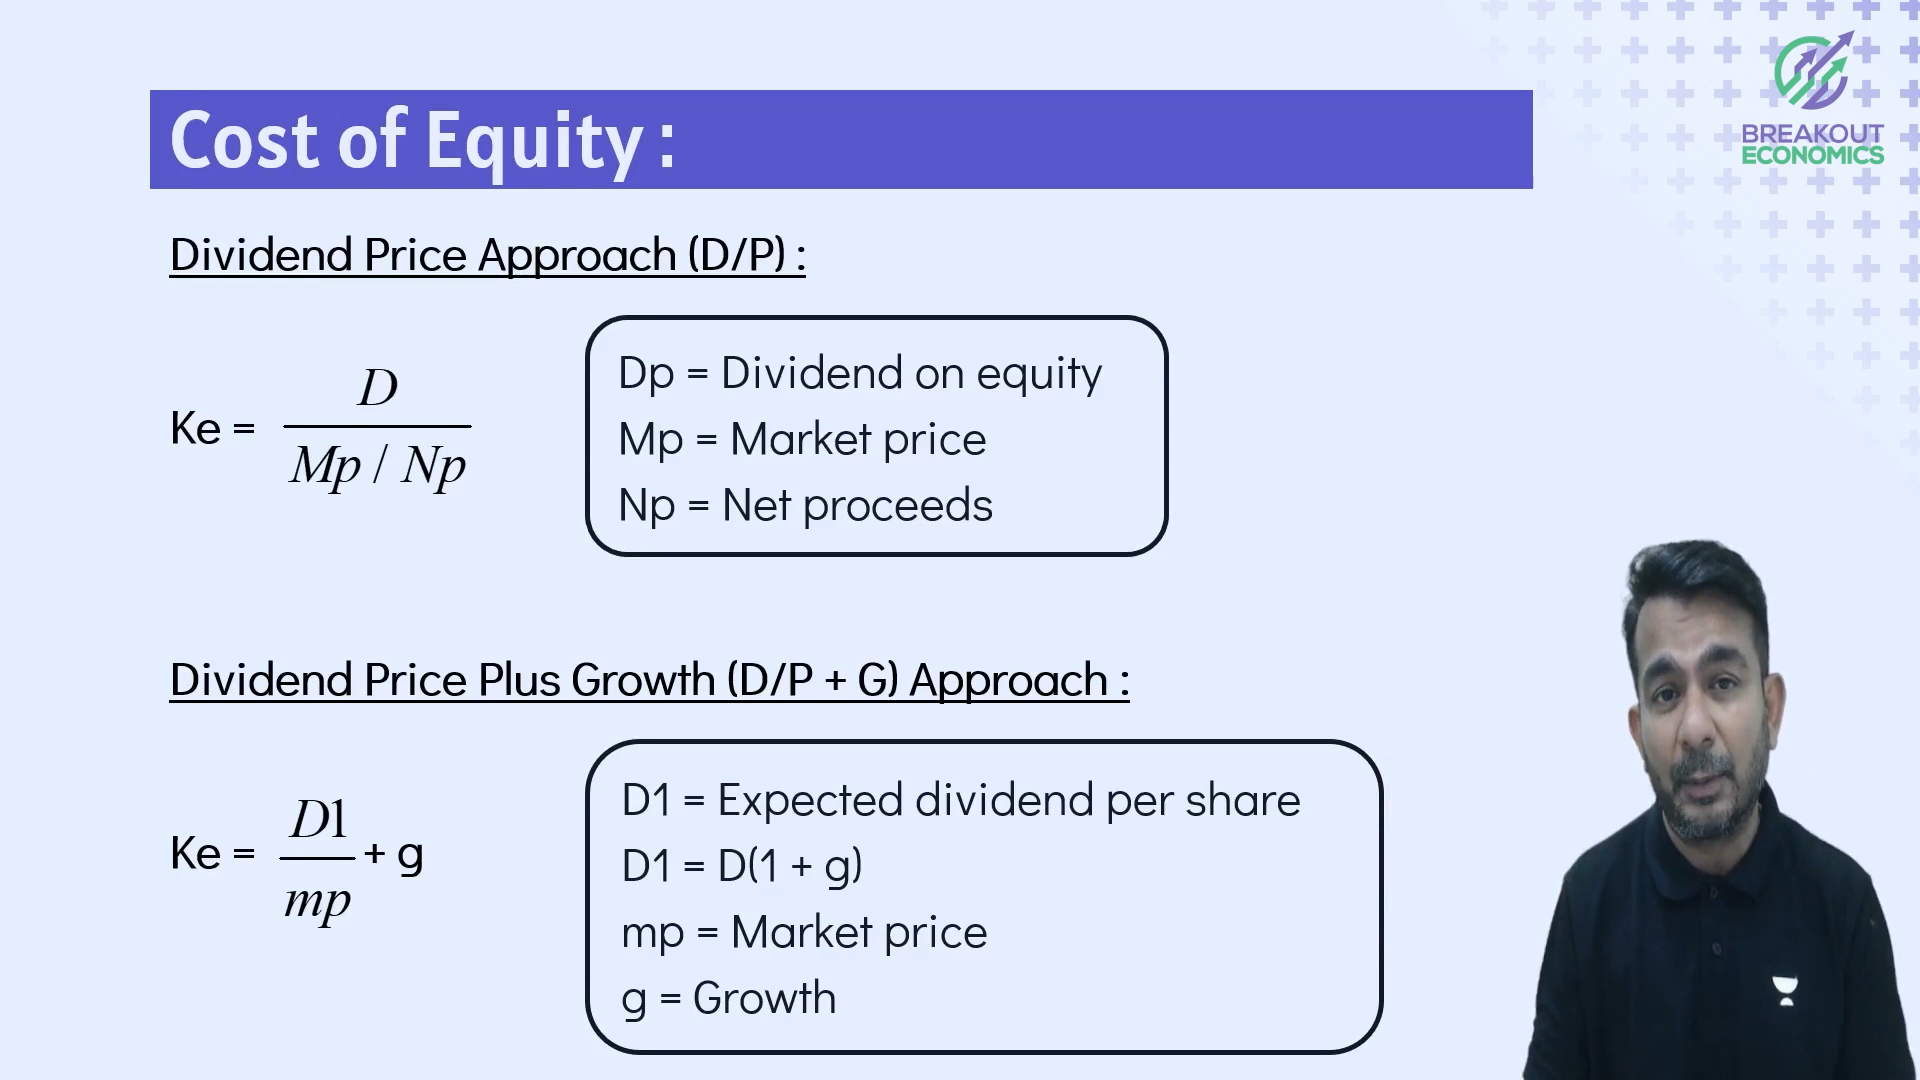 BREAKOUT
ECONOMICS
Cost of Equity :
Dividend Price Approach (D/P) :
Ke = D
Mp / Np
Dp = Dividend on equity
Mp = Market price
Np = Net proceeds
Dividend Price Plus Growth (D/P + G) Approach :
Ke = D1
mp
+ g
D1 = Expected dividend per share
D1 = D(1 + g)
mp = Market price
g = Growth